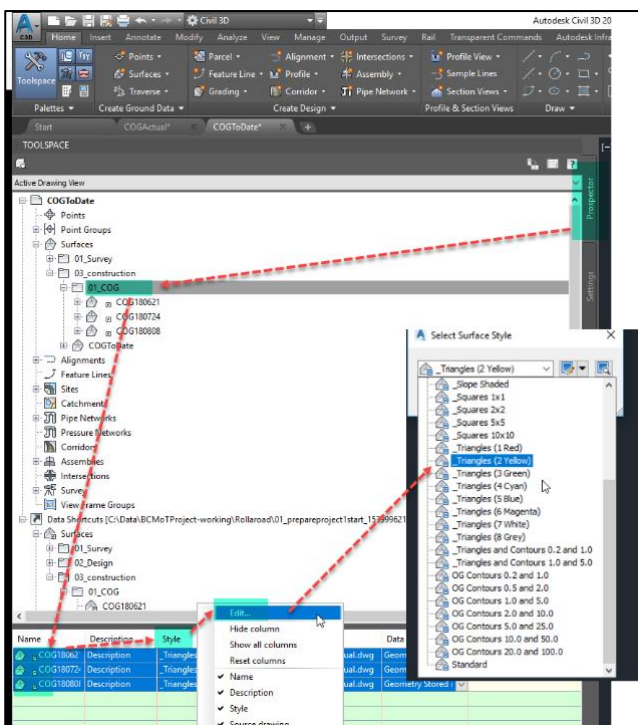 A
C3D
Civil 3D
Autodesk Civil 3D 20
Home Insert Annotate Modify Analyze View Manage Output Survey Rail Transparent Commands Autodesk Infra
Toolspace
Points
Surfaces
Traverse
Parcel
Feature Line
Grading
Alignment
Profile
Corridor
Intersections
Assembly
Pipe Network
Profile View
Sample Lines
Section Views
Palettes Create Ground Data Create Design Profile & Section Views Draw
Start COGActual* COGToDate*
TOOLSPACE
Active Drawing View
Prospector
Settings
COGToDate
Points
Point Groups
Surfaces
01_Survey
03_construction
01_COG
COG180621
COG180724
COG180808
COGToDate
Alignments
Feature Lines
Sites
Catchments
Pipe Networks
Pressure Networks
Corridors
Assemblies
Intersections
Survey
View Frame Groups
Data Shortcuts [C:\Data\BCMoTProject-working\Rollaroad\01_prepareproject1start_
Surfaces
01_Survey
02_Design
03_construction
01_COG
COG180621
A Select Surface Style
_Triangles (2 Yellow)
_Slope Shaded
_Squares 1x1
_Squares 2x2
_Squares 5x5
_Squares 10x10
_Triangles (1 Red)
_Triangles (2 Yellow)
_Triangles (3 Green)
_Triangles (4 Cyan)
_Triangles (5 Blue)
_Triangles (6 Magenta)
_Triangles (7 White)
_Triangles (8 Grey)
_Triangles and Contours 0.2 and 1.0
_Triangles and Contours 1.0 and 5.0
OG Contours 0.2 and 1.0
OG Contours 0.5 and 2.0
OG Contours 1.0 and 5.0
OG Contours 2.0 and 10.0
OG Contours 5.0 and 25.0
OG Contours 10.0 and 50.0
OG Contours 20.0 and 100.0
Standard
Edit...
Hide column
Show all columns
Reset columns
Name
Description
Style
Source drawing
Name Description Style Data
COG18062 Description _Triangles ual.dwg Geom
COG18072 Description _Triangles ual.dwg Geom
COG180808 Description _Triangles ual.dwg Geometry Stored i